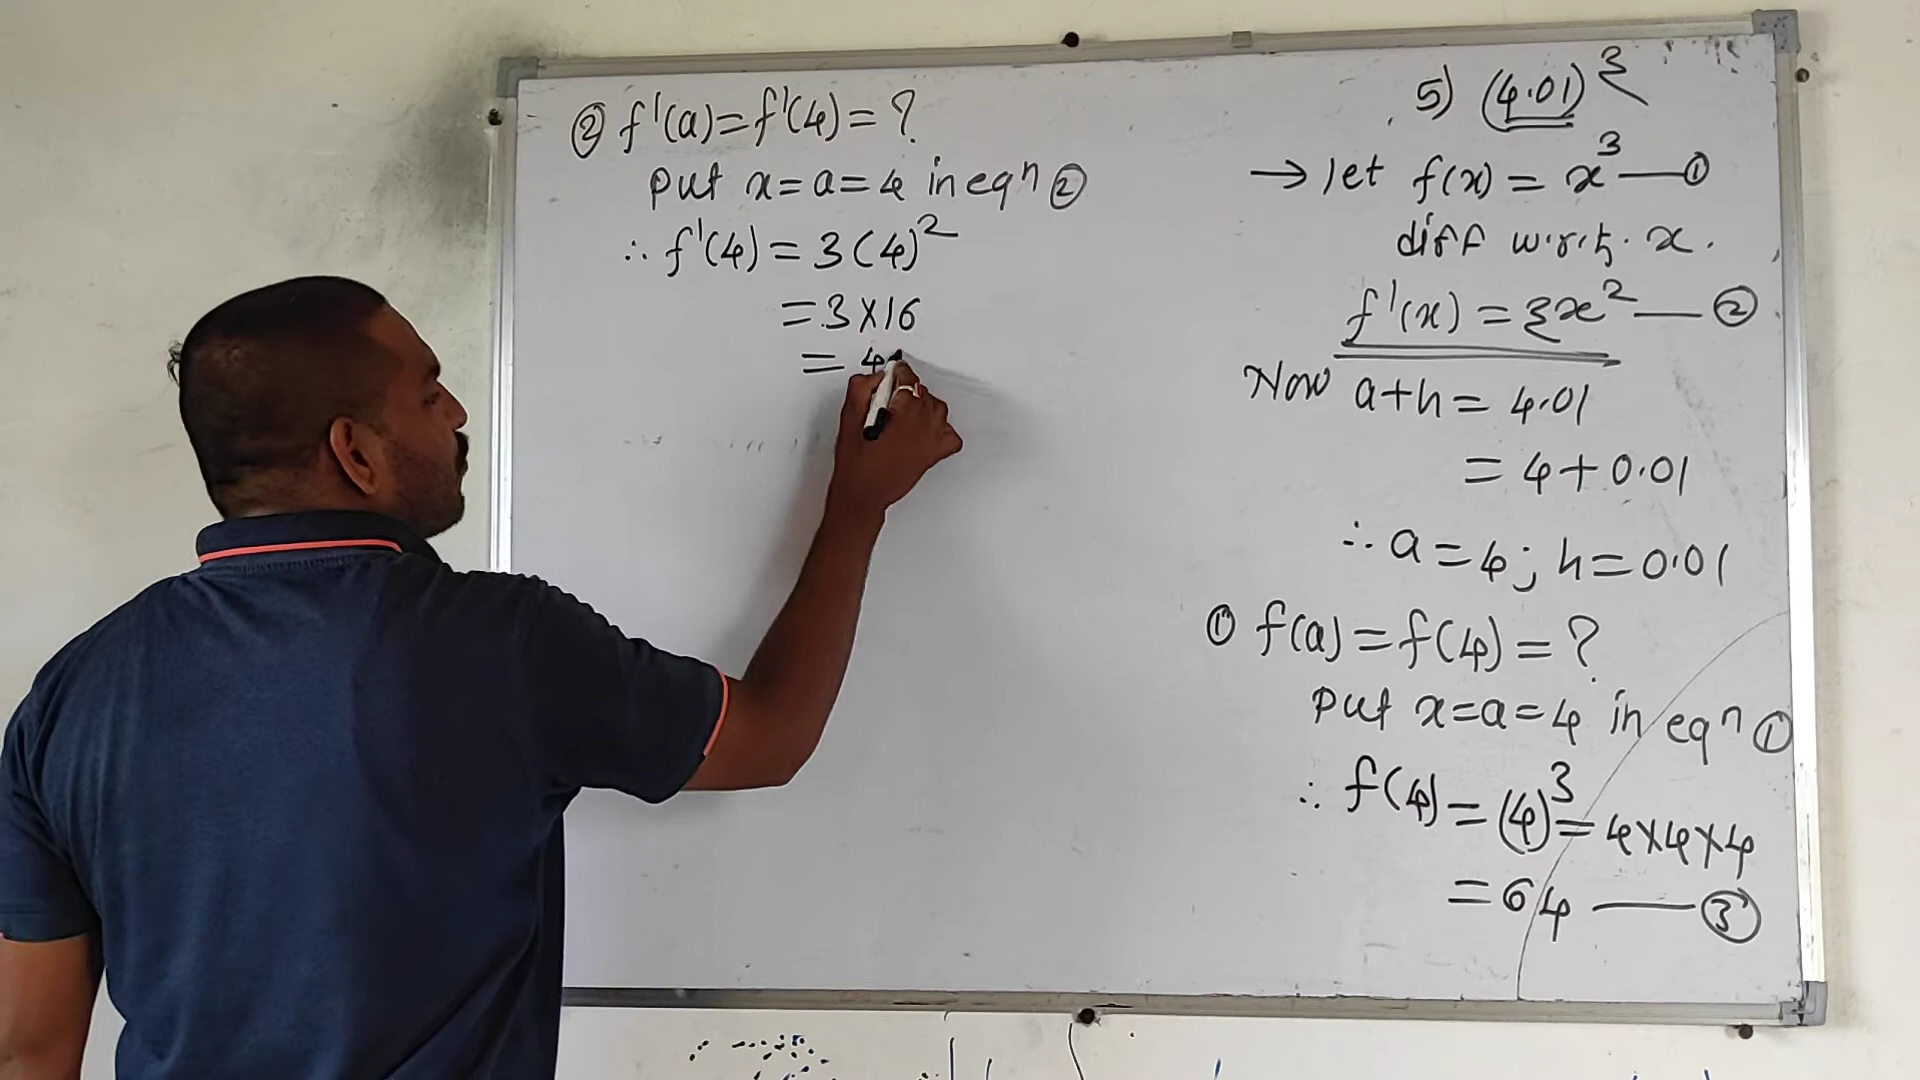 5) (4.01)³
→ let f(x) = x³ — ①
diff w.r.t. x.
f'(x) = 3x² — ②
Now a+h = 4.01
= 4 + 0.01
∴ a = 4; h = 0.01
① f(a) = f(4) = ?
put x = a = 4 in eqⁿ ①
∴ f(4) = (4)³ = 4×4×4
= 64 — ③
② f'(a) = f'(4) = ?
put x = a = 4 in eqⁿ ②
∴ f'(4) = 3(4)²
= 3×16
= 4